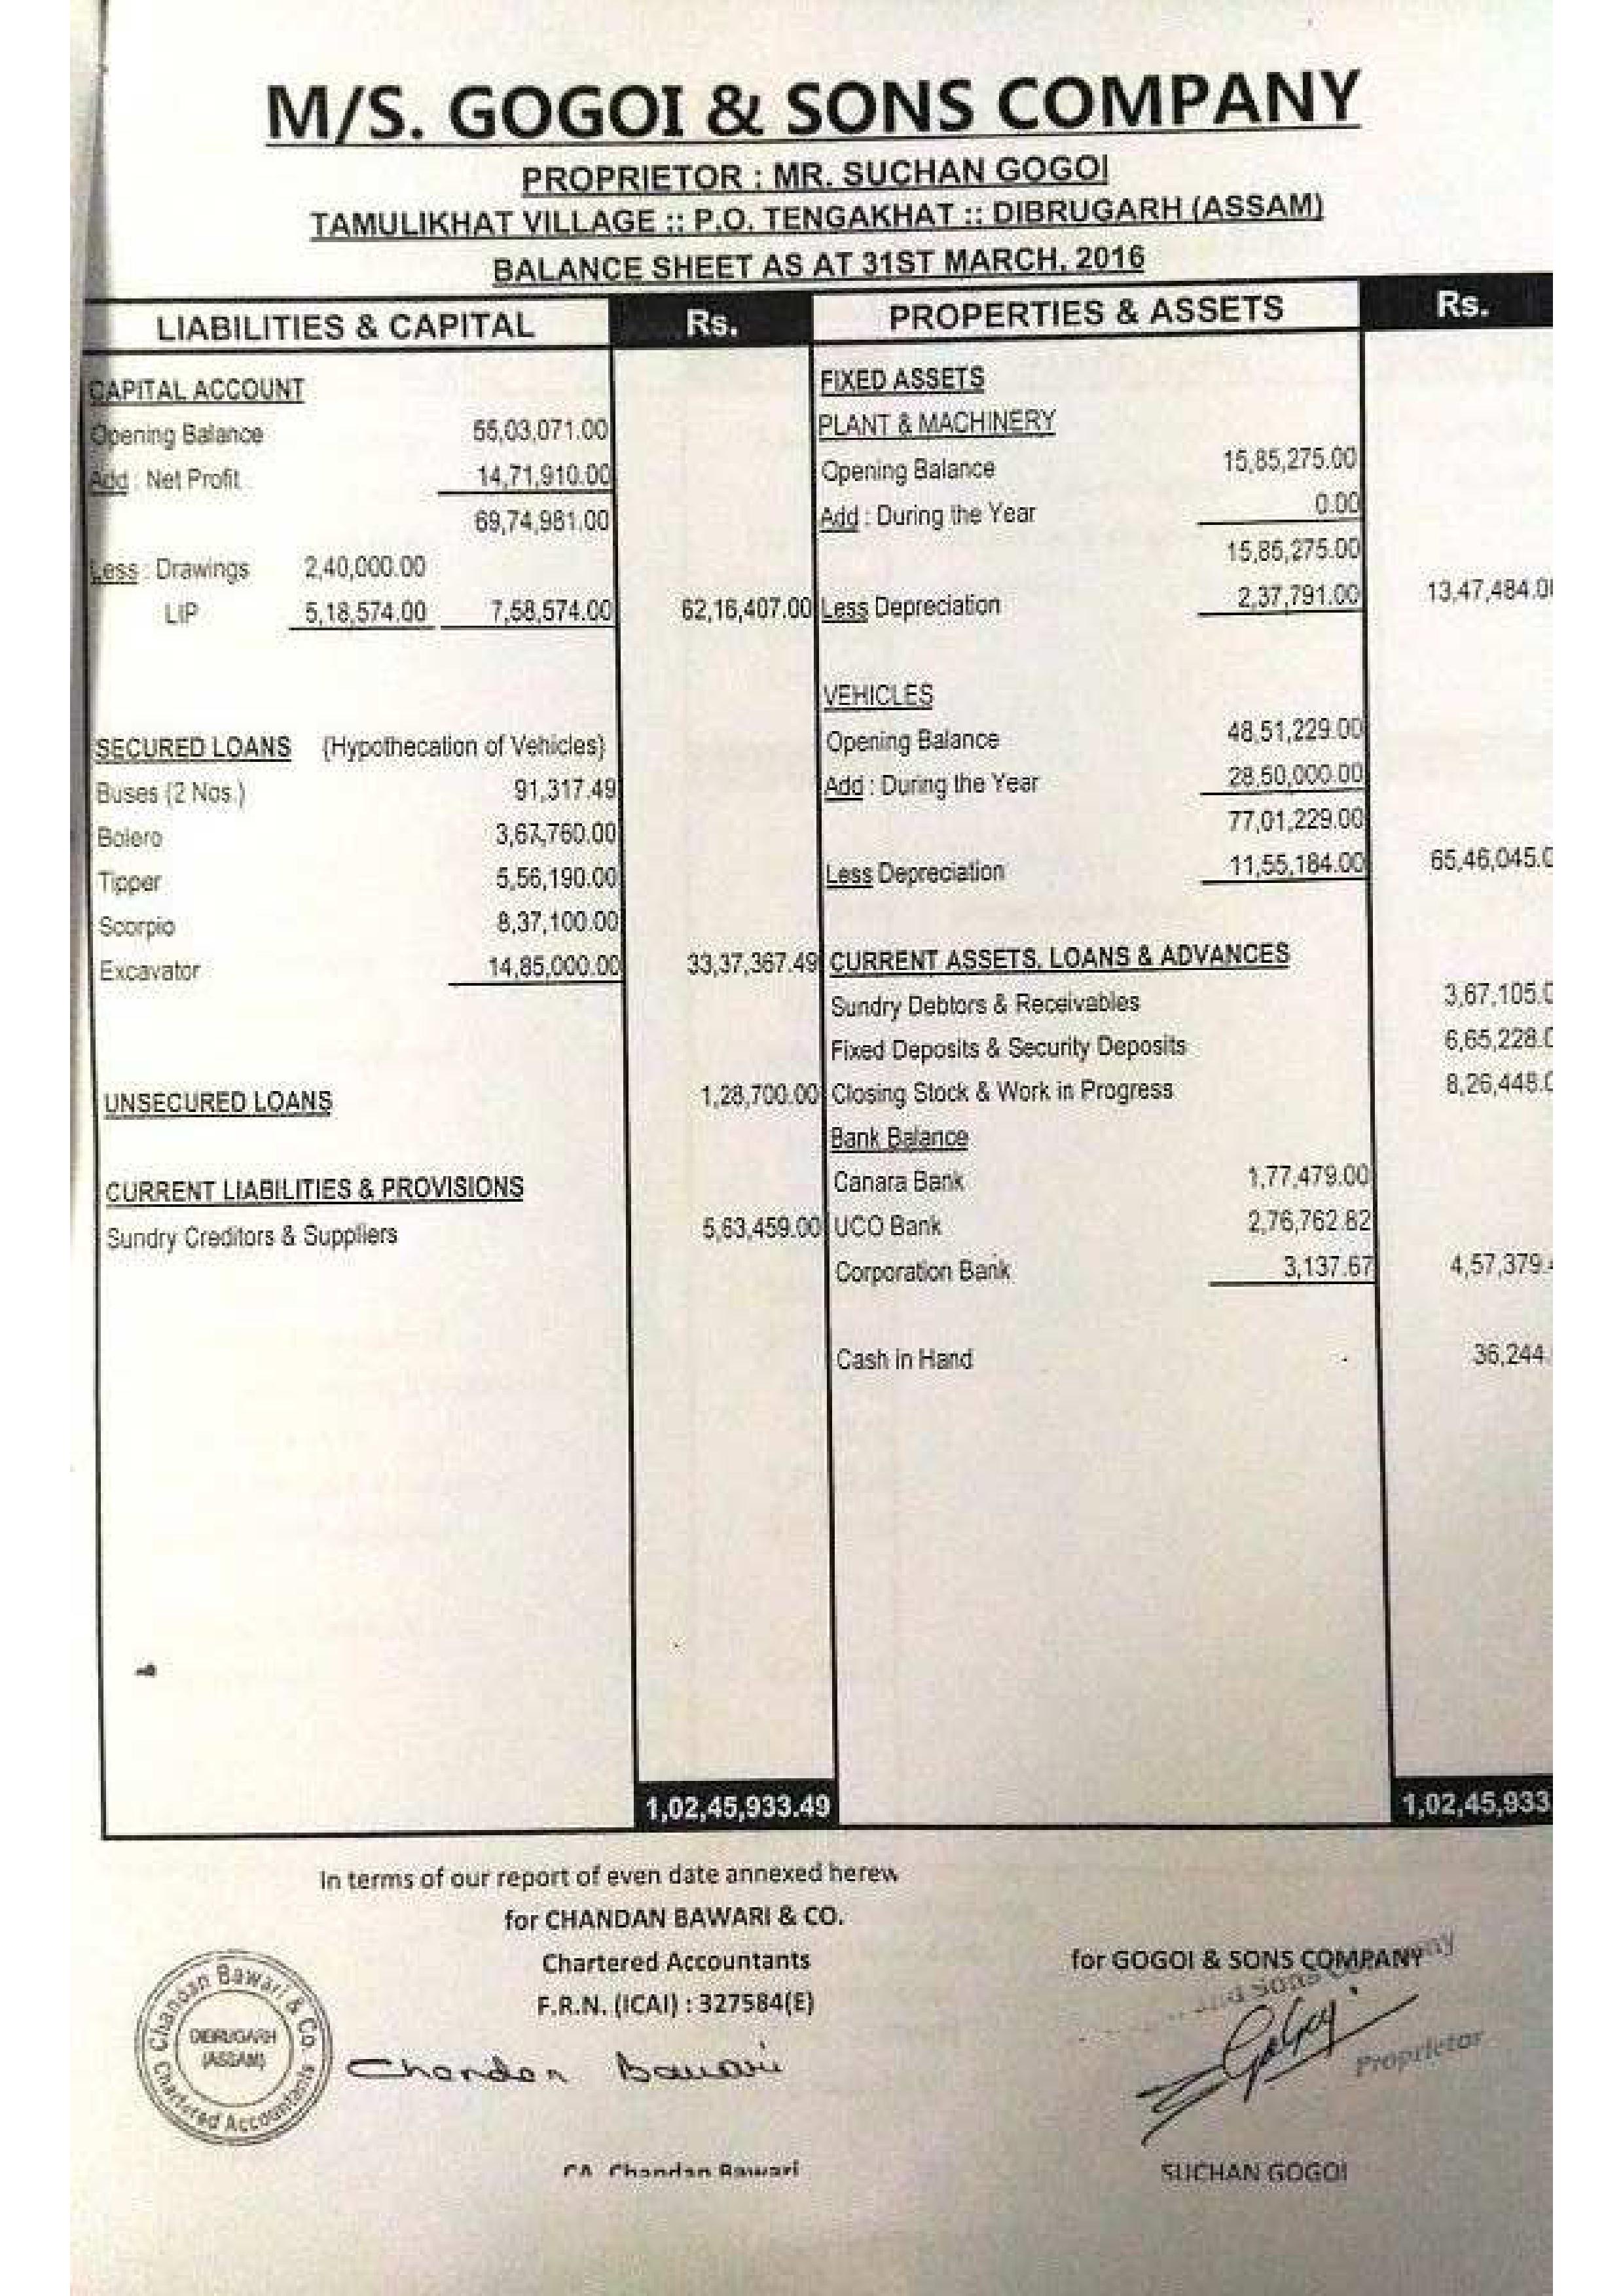 M/S. GOGOI & SONS COMPANY
PROPRIETOR : MR. SUCHAN GOGOI
TAMULIKHAT VILLAGE :: P.O. TENGAKHAT :: DIBRUGARH (ASSAM)
BALANCE SHEET AS AT 31ST MARCH, 2016
LIABILITIES & CAPITAL Rs. PROPERTIES & ASSETS Rs.
CAPITAL ACCOUNT
Opening Balance 55,03,071.00
Add : Net Profit 14,71,910.00
69,74,981.00
Less : Drawings 2,40,000.00
LIP 5,18,574.00 7,58,574.00 62,16,407.00
SECURED LOANS (Hypothecation of Vehicles)
Buses (2 Nos.) 91,317.49
Bolero 3,67,760.00
Tipper 5,56,190.00
Scorpio 8,37,100.00
Excavator 14,85,000.00 33,37,367.49
UNSECURED LOANS 1,28,700.00
CURRENT LIABILITIES & PROVISIONS
Sundry Creditors & Suppliers 5,63,459.00
1,02,45,933.49
FIXED ASSETS
PLANT & MACHINERY
Opening Balance 15,85,275.00
Add : During the Year 0.00
15,85,275.00
Less Depreciation 2,37,791.00 13,47,484.0
VEHICLES
Opening Balance 48,51,229.00
Add : During the Year 28,50,000.00
77,01,229.00
Less Depreciation 11,55,184.00 65,46,045.0
CURRENT ASSETS, LOANS & ADVANCES
Sundry Debtors & Receivables 3,67,105.0
Fixed Deposits & Security Deposits 6,65,228.0
Closing Stock & Work in Progress 8,26,448.0
Bank Balance
Canara Bank 1,77,479.00
UCO Bank 2,76,762.82
Corporation Bank 3,137.67 4,57,379.
Cash in Hand 36,244.
1,02,45,933
In terms of our report of even date annexed herew
for CHANDAN BAWARI & CO.
Chartered Accountants
F.R.N. (ICAI) : 327584(E)
Chandan Bawari
CA. Chandan Bawari
Chandan Bawari & Co.
Chartered Accountants
DIBRUGARH
(ASSAM)
for GOGOI & SONS COMPANY
and Sons Company
Gogoi
Proprietor
SUCHAN GOGOI